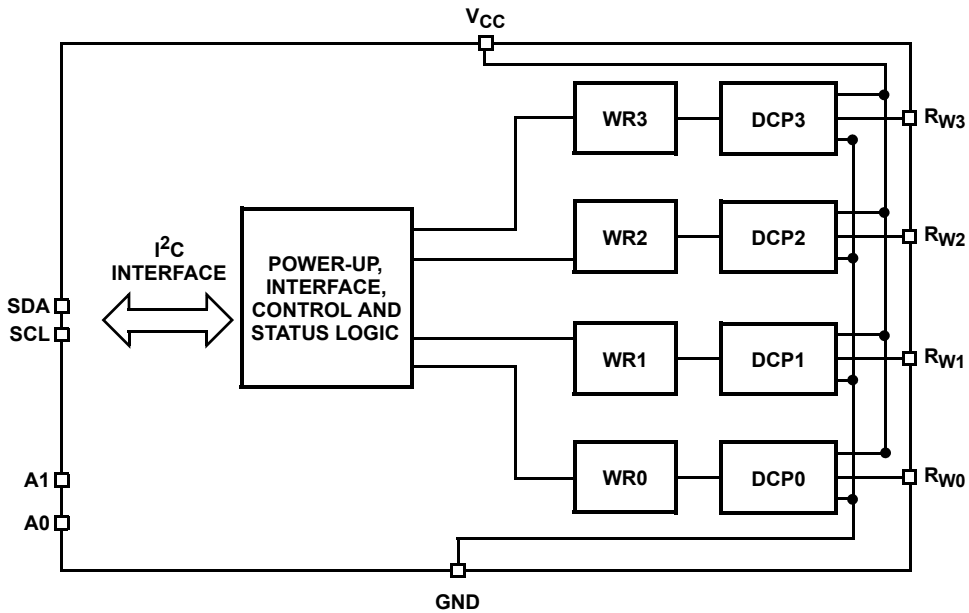 VCC
WR3
DCP3
RW3
WR2
DCP2
RW2
I2C
INTERFACE
POWER-UP,
INTERFACE,
CONTROL AND
STATUS LOGIC
SDA
SCL
WR1
DCP1
RW1
A1
A0
WR0
DCP0
RW0
GND